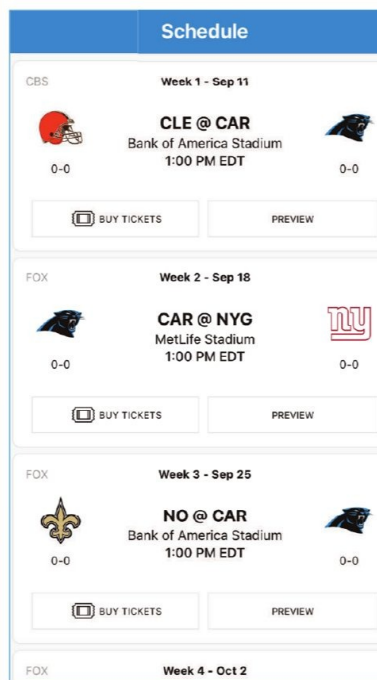 Schedule
CBS
Week 1 - Sep 11
CLE @ CAR
Bank of America Stadium
1:00 PM EDT
0-0
0-0
BUY TICKETS
PREVIEW
FOX
Week 2 - Sep 18
CAR @ NYG
MetLife Stadium
1:00 PM EDT
ny
0-0
0-0
BUY TICKETS
PREVIEW
FOX
Week 3 - Sep 25
NO @ CAR
Bank of America Stadium
1:00 PM EDT
0-0
0-0
BUY TICKETS
PREVIEW
FOX
Week 4 - Oct 2